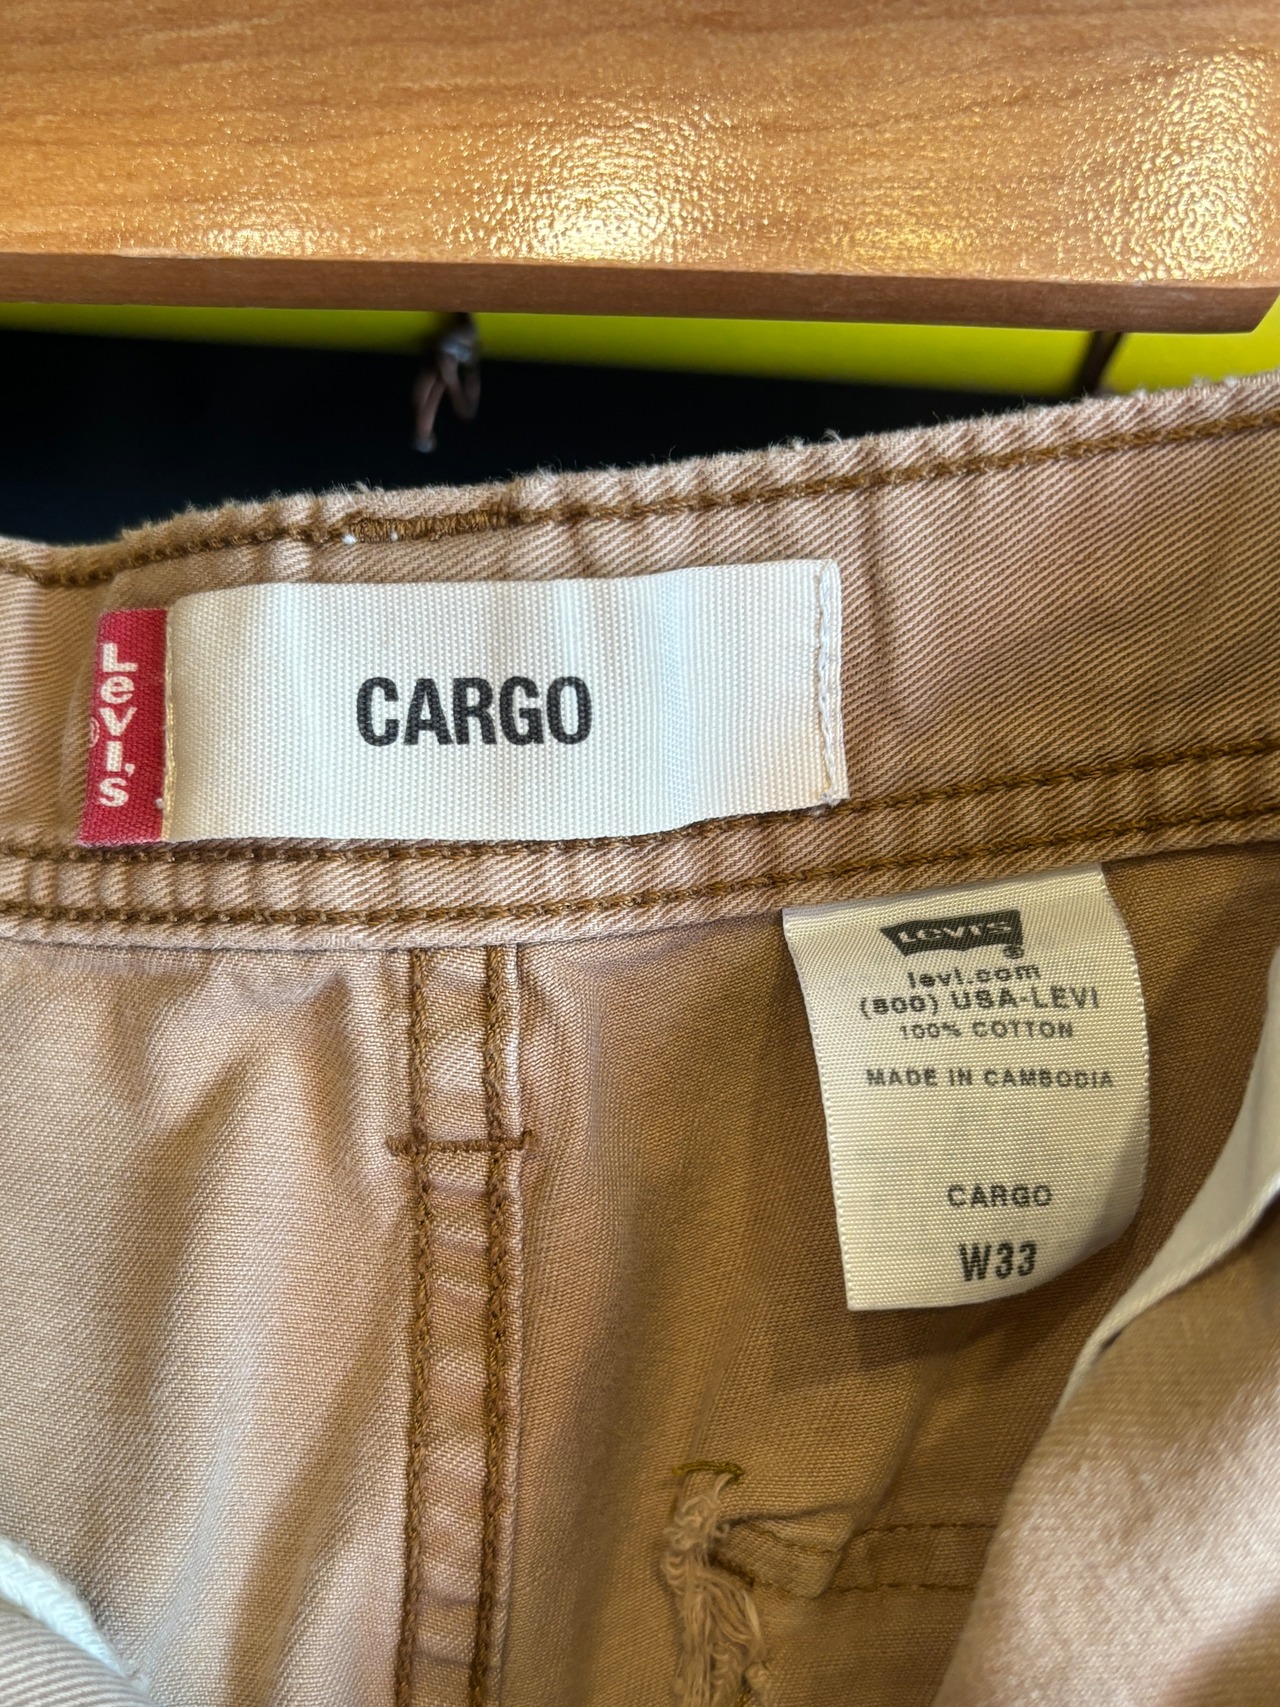 Levi's
®
CARGO
LEVI'S
®
levi.com
(800) USA-LEVI
100% COTTON
MADE IN CAMBODIA
CARGO
W33